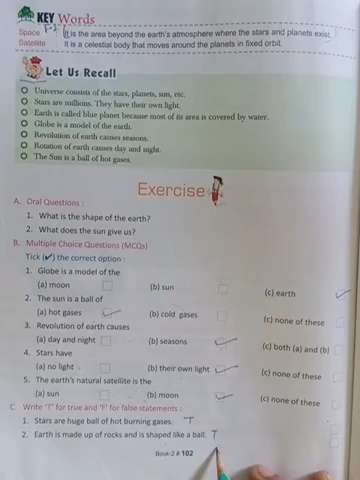 KEY Words
Space : It is the area beyond the earth's atmosphere where the stars and planets exist.
Satellite : It is a celestial body that moves around the planets in fixed orbit.
Let Us Recall
Universe consists of the stars, planets, sun, etc.
Stars are millions. They have their own light.
Earth is called blue planet because most of its area is covered by water.
Globe is a model of the earth.
Revolution of earth causes seasons.
Rotation of earth causes day and night.
The Sun is a ball of hot gases.
Exercise
A. Oral Questions :
1. What is the shape of the earth?
2. What does the sun give us?
B. Multiple Choice Questions (MCQs)
Tick (✔) the correct option :
1. Globe is a model of the
(a) moon (b) sun (c) earth ✓
2. The sun is a ball of
(a) hot gases ✓ (b) cold gases (c) none of these
3. Revolution of earth causes
(a) day and night (b) seasons ✓ (c) both (a) and (b)
4. Stars have
(a) no light (b) their own light ✓ (c) none of these
5. The earth's natural satellite is the
(a) sun (b) moon ✓ (c) none of these
C. Write 'T' for true and 'F' for false statements :
1. Stars are huge ball of hot burning gases. T
2. Earth is made up of rocks and is shaped like a ball. T
Book-2 # 102